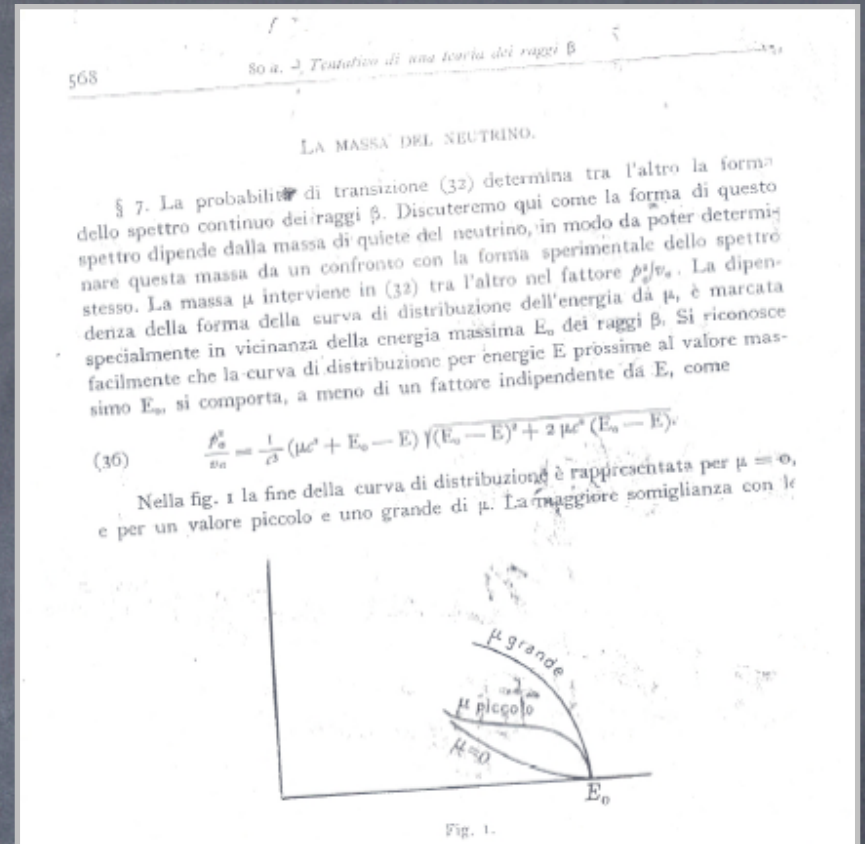 568
80 a. - Tentativo di una teoria dei raggi β
LA MASSA DEL NEUTRINO.
§ 7. La probabilità di transizione (32) determina tra l'altro la forma
dello spettro continuo dei raggi β. Discuteremo qui come la forma di questo
spettro dipende dalla massa di quiete del neutrino, in modo da poter determi-
nare questa massa da un confronto con la forma sperimentale dello spettro
stesso. La massa μ interviene in (32) tra l'altro nel fattore p²σ/vσ. La dipen-
denza della forma della curva di distribuzione dell'energia da μ, è marcata
specialmente in vicinanza della energia massima E₀ dei raggi β. Si riconosce
facilmente che la curva di distribuzione per energie E prossime al valore mas-
simo E₀, si comporta, a meno di un fattore indipendente da E, come
(36) p²σ/vσ = 1/c³ (μc² + E₀ — E) √(E₀ — E)² + 2 μc² (E₀ — E).
Nella fig. 1 la fine della curva di distribuzione è rappresentata per μ = 0,
e per un valore piccolo e uno grande di μ. La maggiore somiglianza con le
μ grande
μ piccolo
μ=0
E₀
Fig. 1.